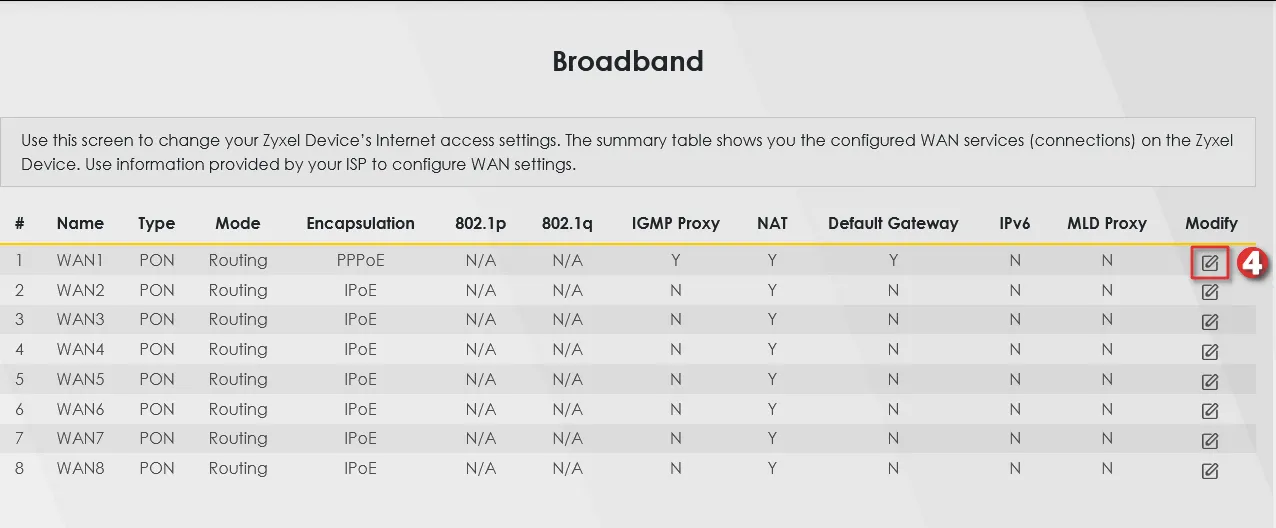 Broadband
Use this screen to change your Zyxel Device’s Internet access settings. The summary table shows you the configured WAN services (connections) on the Zyxel
Device. Use information provided by your ISP to configure WAN settings.
# Name Type Mode Encapsulation 802.1p 802.1q IGMP Proxy NAT Default Gateway IPv6 MLD Proxy Modify
1 WAN1 PON Routing PPPoE N/A N/A Y Y Y N N 4
2 WAN2 PON Routing IPoE N/A N/A N Y N N N
3 WAN3 PON Routing IPoE N/A N/A N Y N N N
4 WAN4 PON Routing IPoE N/A N/A N Y N N N
5 WAN5 PON Routing IPoE N/A N/A N Y N N N
6 WAN6 PON Routing IPoE N/A N/A N Y N N N
7 WAN7 PON Routing IPoE N/A N/A N Y N N N
8 WAN8 PON Routing IPoE N/A N/A N Y N N N